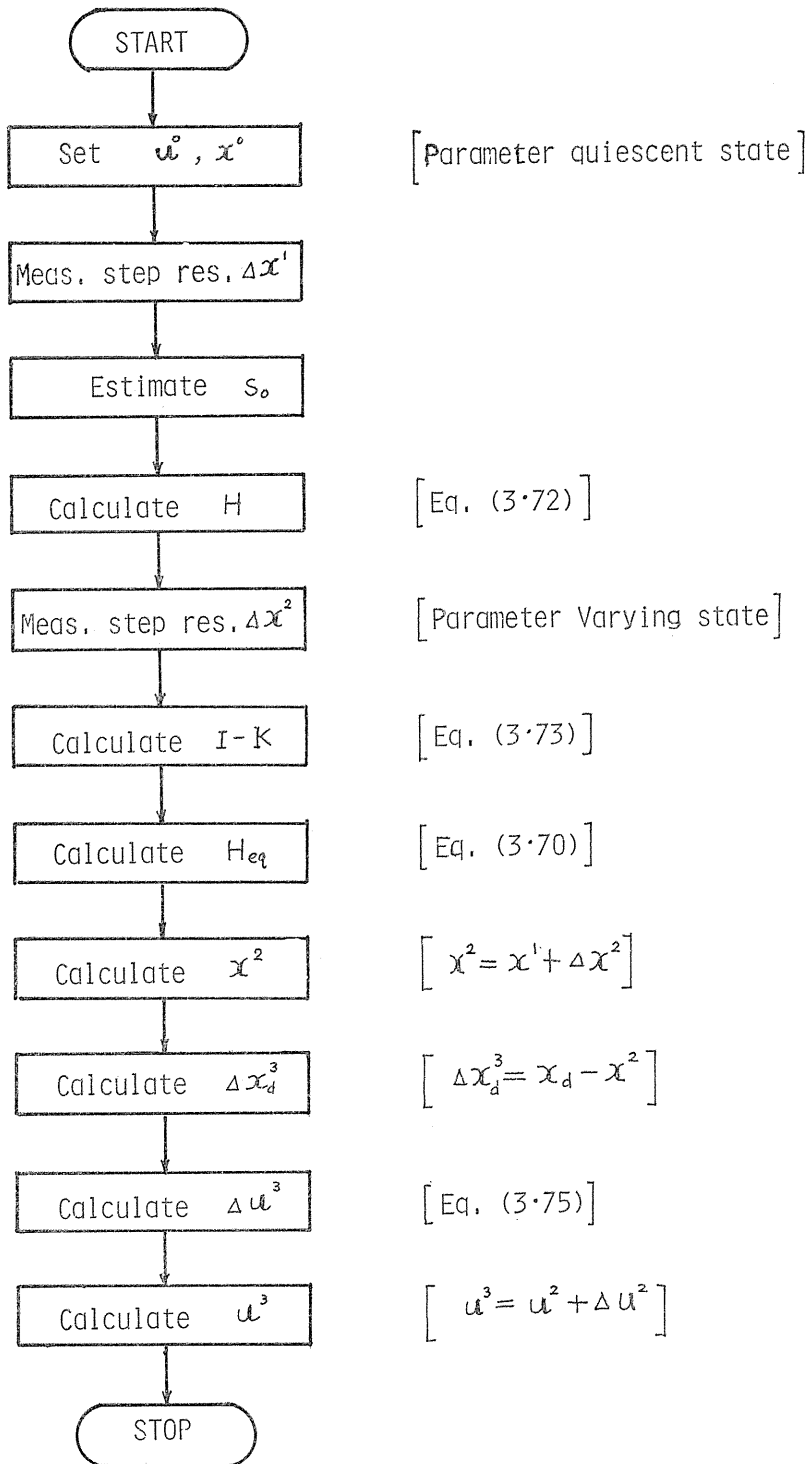 START
Set u⁰, x⁰ [Parameter quiescent state]
Meas. step res. Δx¹
Estimate S₀
Calculate H [Eq. (3·72)]
Meas. step res. Δx² [Parameter Varying state]
Calculate I-K [Eq. (3·73)]
Calculate H_eq [Eq. (3·70)]
Calculate x² [x² = x¹ + Δx²]
Calculate Δx_d³ [Δx_d³ = x_d - x²]
Calculate Δu³ [Eq. (3·75)]
Calculate u³ [u³ = u² + Δu²]
STOP